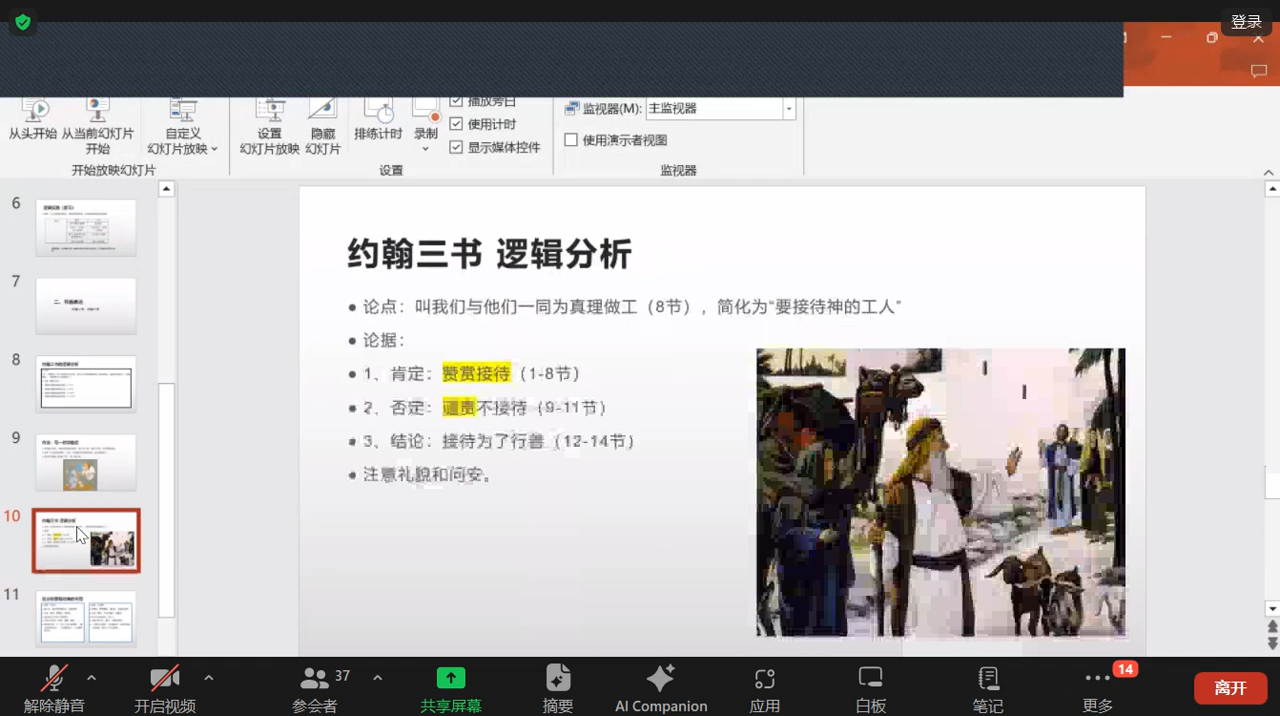 登录
从头开始 从当前幻灯片开始
自定义幻灯片放映
设置幻灯片放映
隐藏幻灯片
排练计时
录制
播放旁白
使用计时
显示媒体控件
监视器(M): 主监视器
使用演示者视图
开始放映幻灯片
设置
监视器
6
7
8
9
10
11
约翰三书 逻辑分析
论点：叫我们与他们一同为真理做工（8节），简化为“要接待神的工人”
论据：
1、肯定：赞赏接待（1-8节）
2、否定：谴责不接待（9-11节）
3、结论：接待为了行善（12-14节）
注意礼貌和问安。
37
14
解除静音
开启视频
参会者
共享屏幕
摘要
AI Companion
应用
白板
笔记
更多
离开